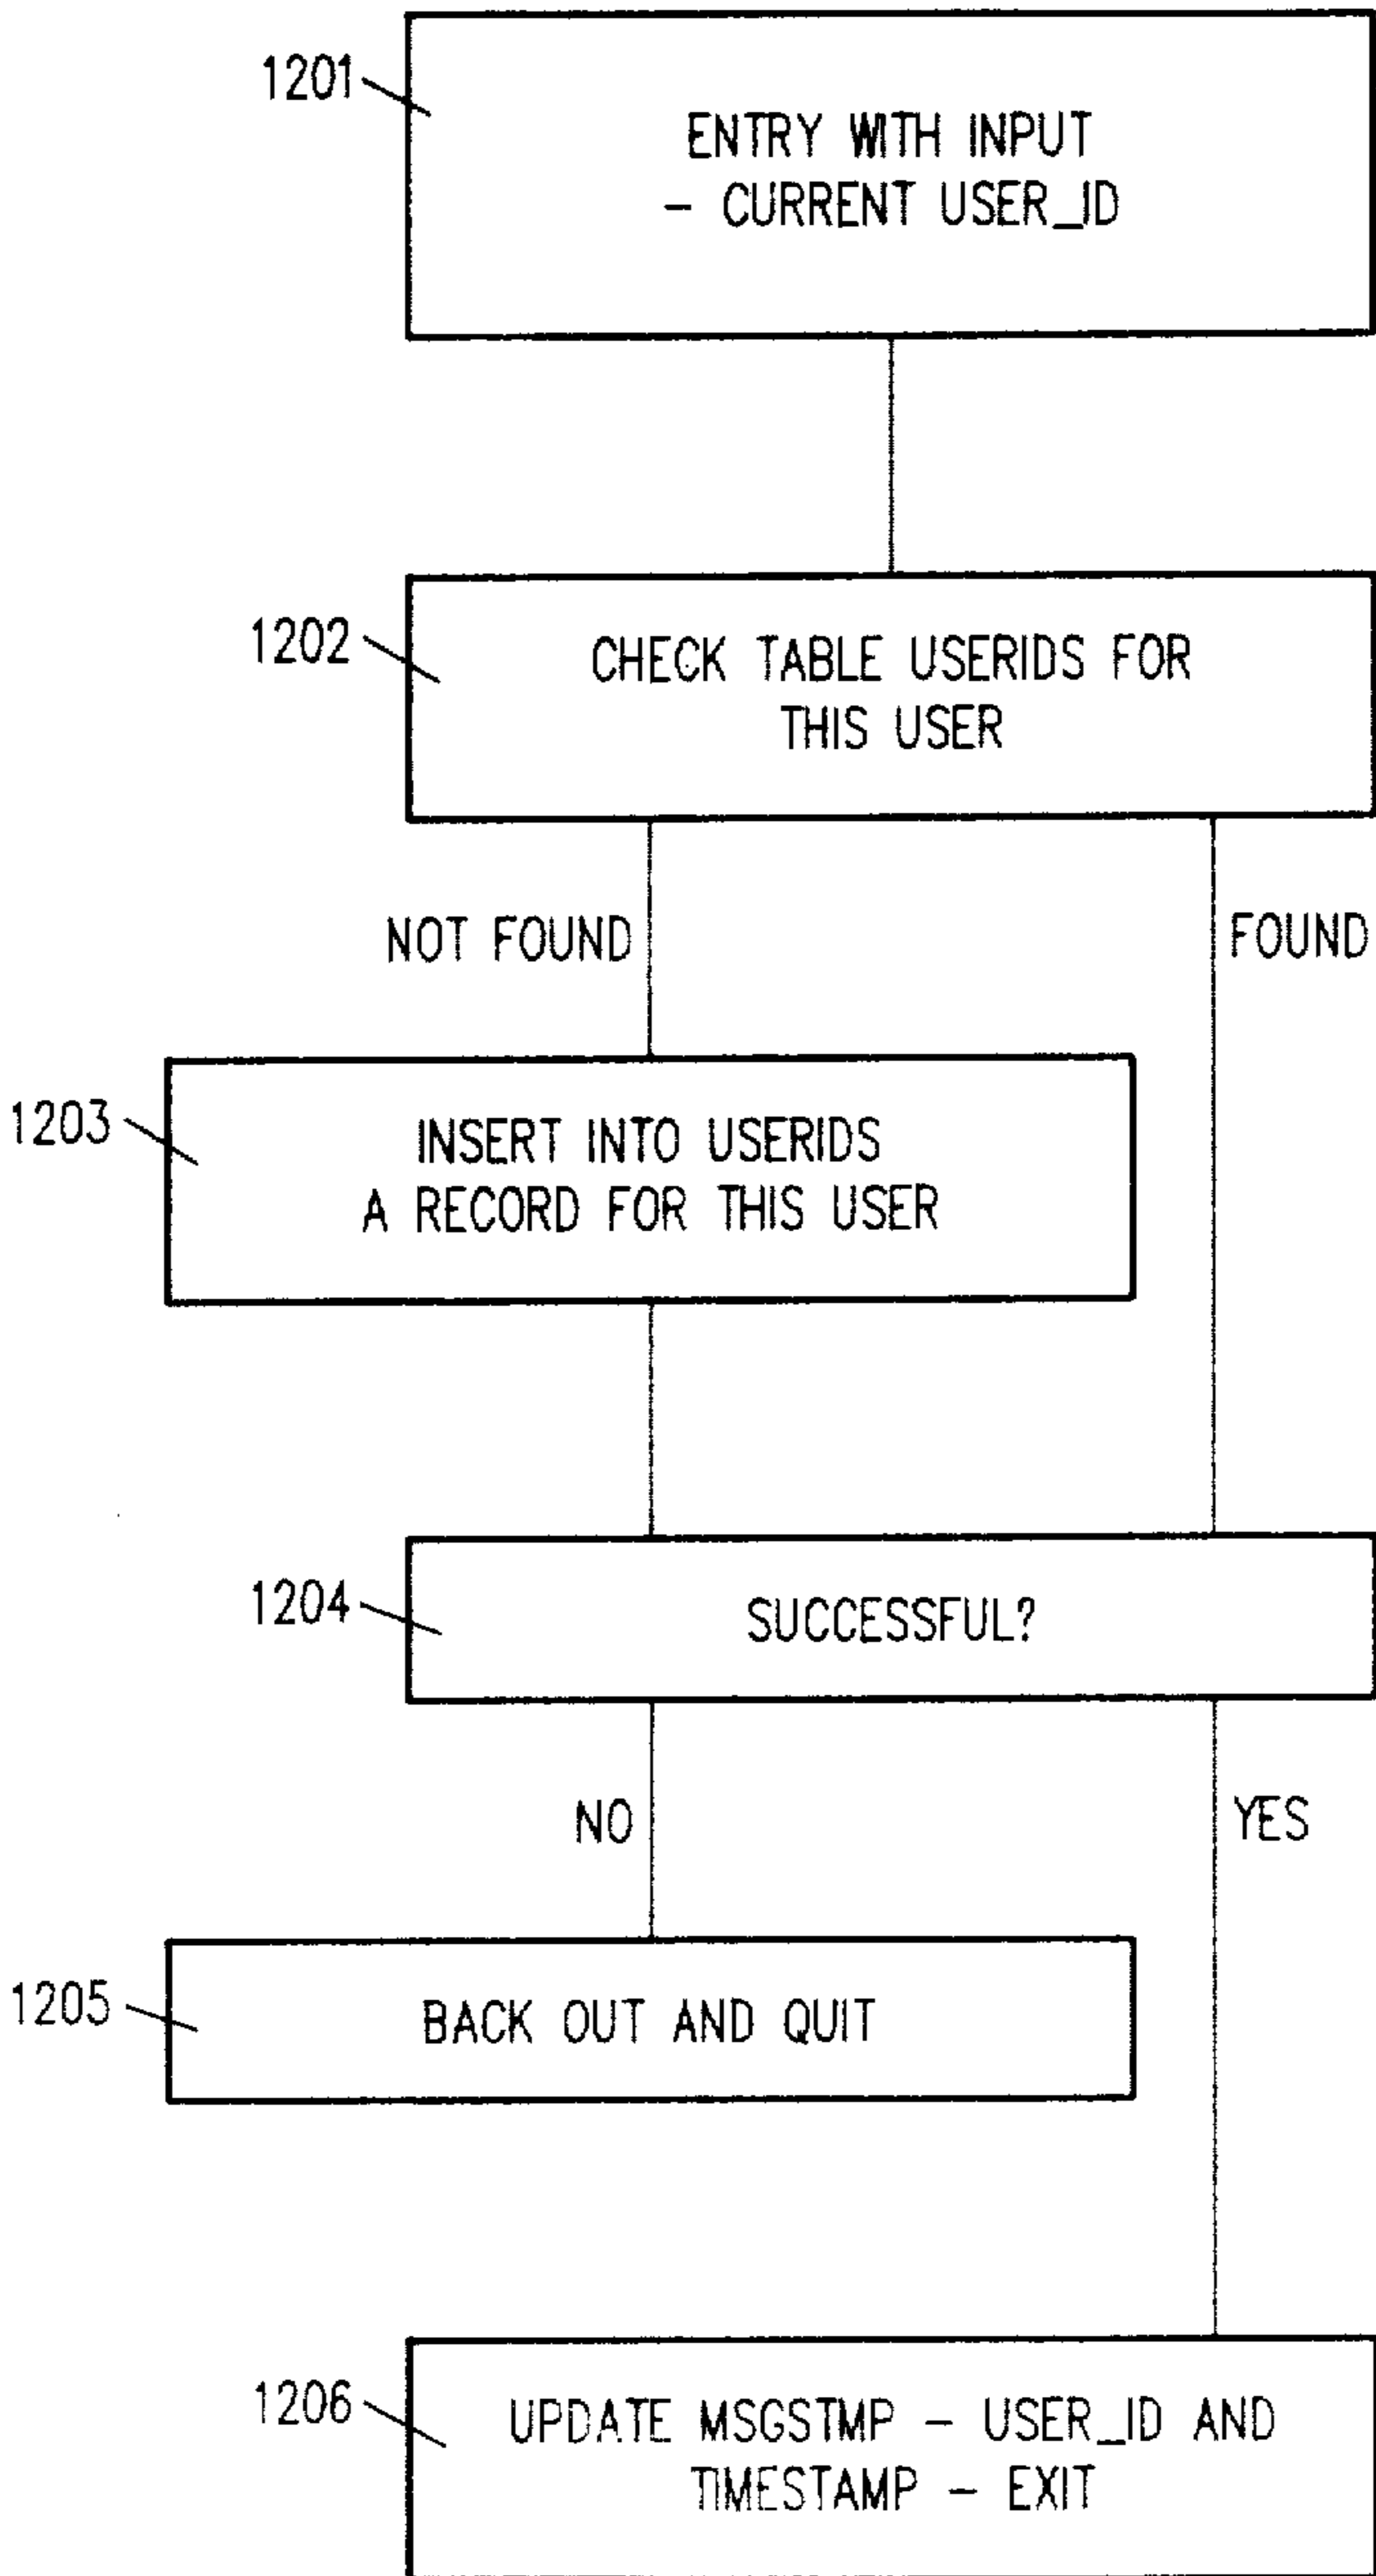 1201
ENTRY WITH INPUT
- CURRENT USER_ID
1202
CHECK TABLE USERIDS FOR
THIS USER
NOT FOUND
FOUND
1203
INSERT INTO USERIDS
A RECORD FOR THIS USER
1204
SUCCESSFUL?
NO
YES
1205
BACK OUT AND QUIT
1206
UPDATE MSGSTMP - USER_ID AND
TIMESTAMP - EXIT